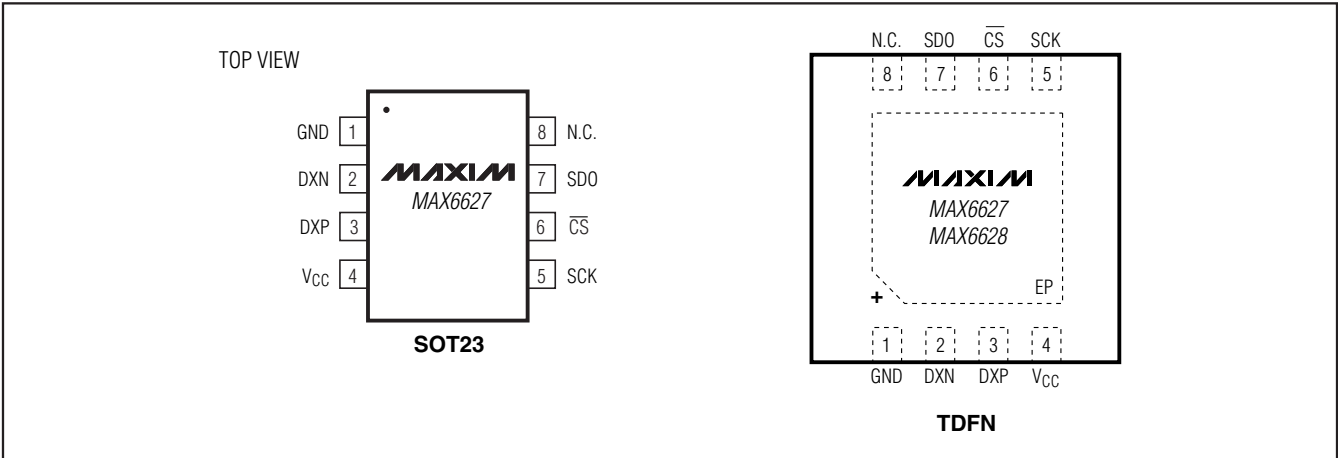 TOP VIEW
GND 1
DXN 2
DXP 3
VCC 4
8 N.C.
7 SDO
6 C̅S̅
5 SCK
MAXIM
MAX6627
SOT23
N.C. SDO C̅S̅ SCK
8 7 6 5
MAXIM
MAX6627
MAX6628
EP
+
1 2 3 4
GND DXN DXP VCC
TDFN